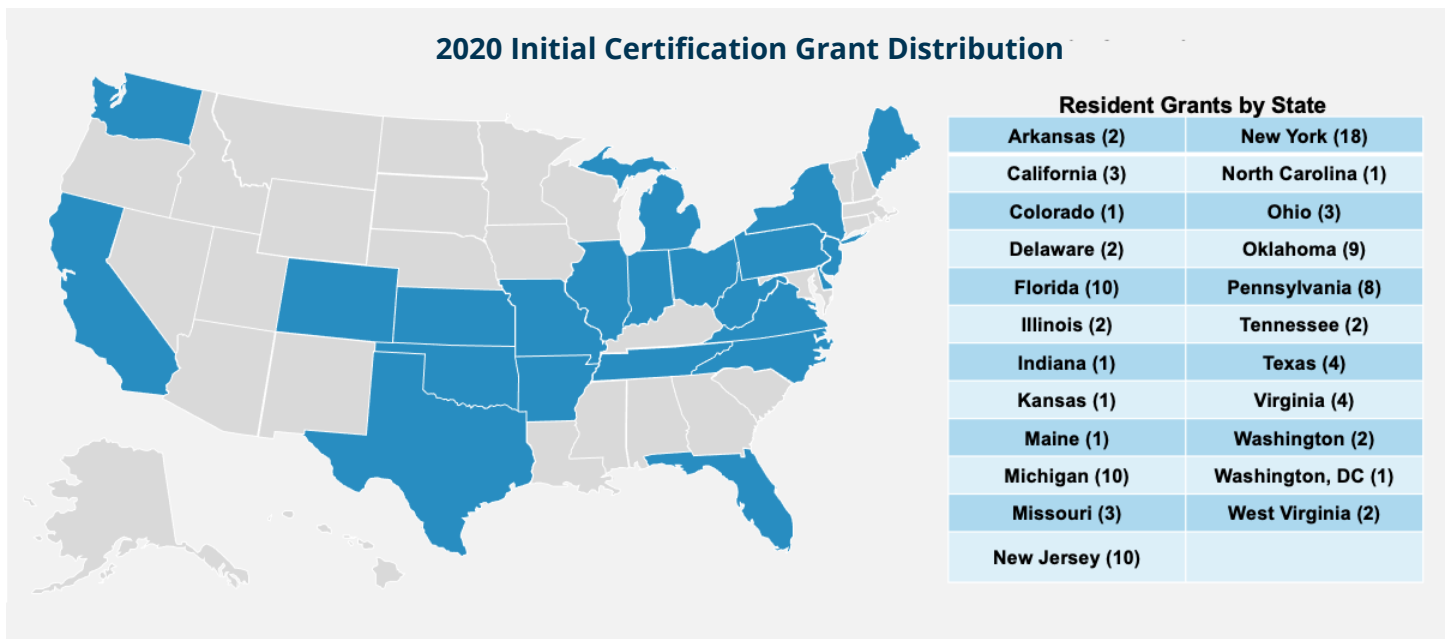 2020 Initial Certification Grant Distribution
Resident Grants by State
Arkansas (2)
New York (18)
California (3)
North Carolina (1)
Colorado (1)
Ohio (3)
Delaware (2)
Oklahoma (9)
Florida (10)
Pennsylvania (8)
Illinois (2)
Tennessee (2)
Indiana (1)
Texas (4)
Kansas (1)
Virginia (4)
Maine (1)
Washington (2)
Michigan (10)
Washington, DC (1)
Missouri (3)
West Virginia (2)
New Jersey (10)